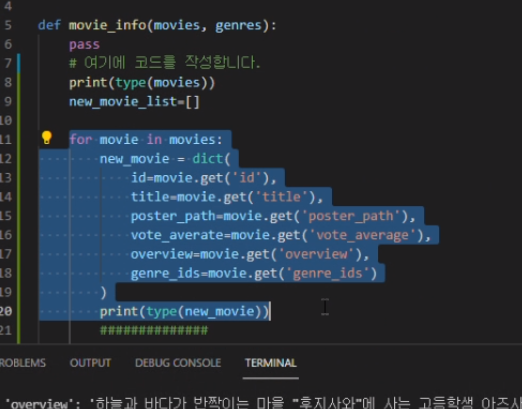 4
5 def movie_info(movies, genres):
6 pass
7 # 여기에 코드를 작성합니다.
8 print(type(movies))
9 new_movie_list=[]
10
11 for movie in movies:
12 new_movie = dict(
13 id=movie.get('id'),
14 title=movie.get('title'),
15 poster_path=movie.get('poster_path'),
16 vote_averate=movie.get('vote_average'),
17 overview=movie.get('overview'),
18 genre_ids=movie.get('genre_ids')
19 )
20 print(type(new_movie))
21 ##############
ROBLEMS OUTPUT DEBUG CONSOLE TERMINAL
'overview': '하늘과 바다가 반짝이는 마을 "후지사와"에 사는 고등학생 아즈사